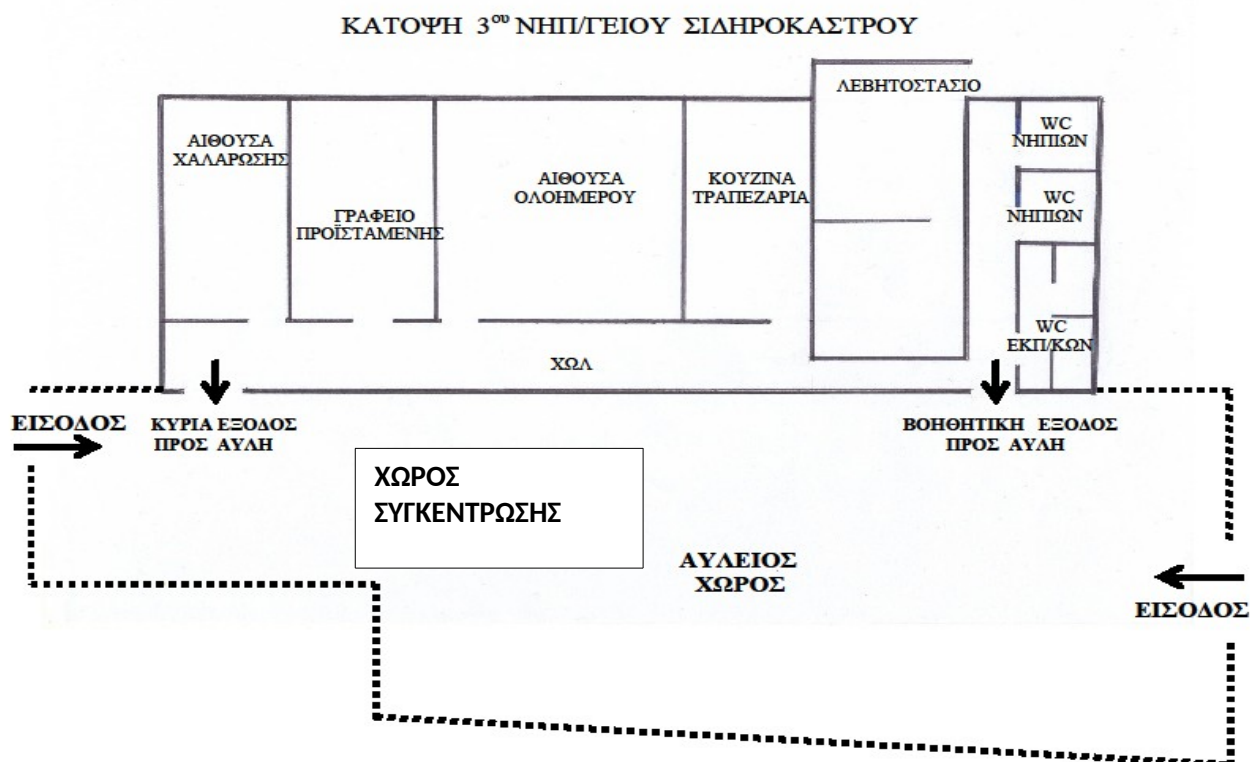 ΚΑΤΟΨΗ 3ου ΝΗΠ/ΓΕΙΟΥ ΣΙΔΗΡΟΚΑΣΤΡΟΥ
ΛΕΒΗΤΟΣΤΑΣΙΟ
ΑΙΘΟΥΣΑ
ΧΑΛΑΡΩΣΗΣ
ΓΡΑΦΕΙΟ
ΠΡΟΪΣΤΑΜΕΝΗΣ
ΑΙΘΟΥΣΑ
ΟΛΟΗΜΕΡΟΥ
ΚΟΥΖΙΝΑ
ΤΡΑΠΕΖΑΡΙΑ
WC
ΝΗΠΙΩΝ
WC
ΝΗΠΙΩΝ
WC
ΕΚΠ/ΚΩΝ
ΧΩΛ
ΕΙΣΟΔΟΣ
ΚΥΡΙΑ ΕΞΟΔΟΣ
ΠΡΟΣ ΑΥΛΗ
ΒΟΗΘΗΤΙΚΗ ΕΞΟΔΟΣ
ΠΡΟΣ ΑΥΛΗ
ΧΩΡΟΣ
ΣΥΓΚΕΝΤΡΩΣΗΣ
ΑΥΛΕΙΟΣ
ΧΩΡΟΣ
ΕΙΣΟΔΟΣ